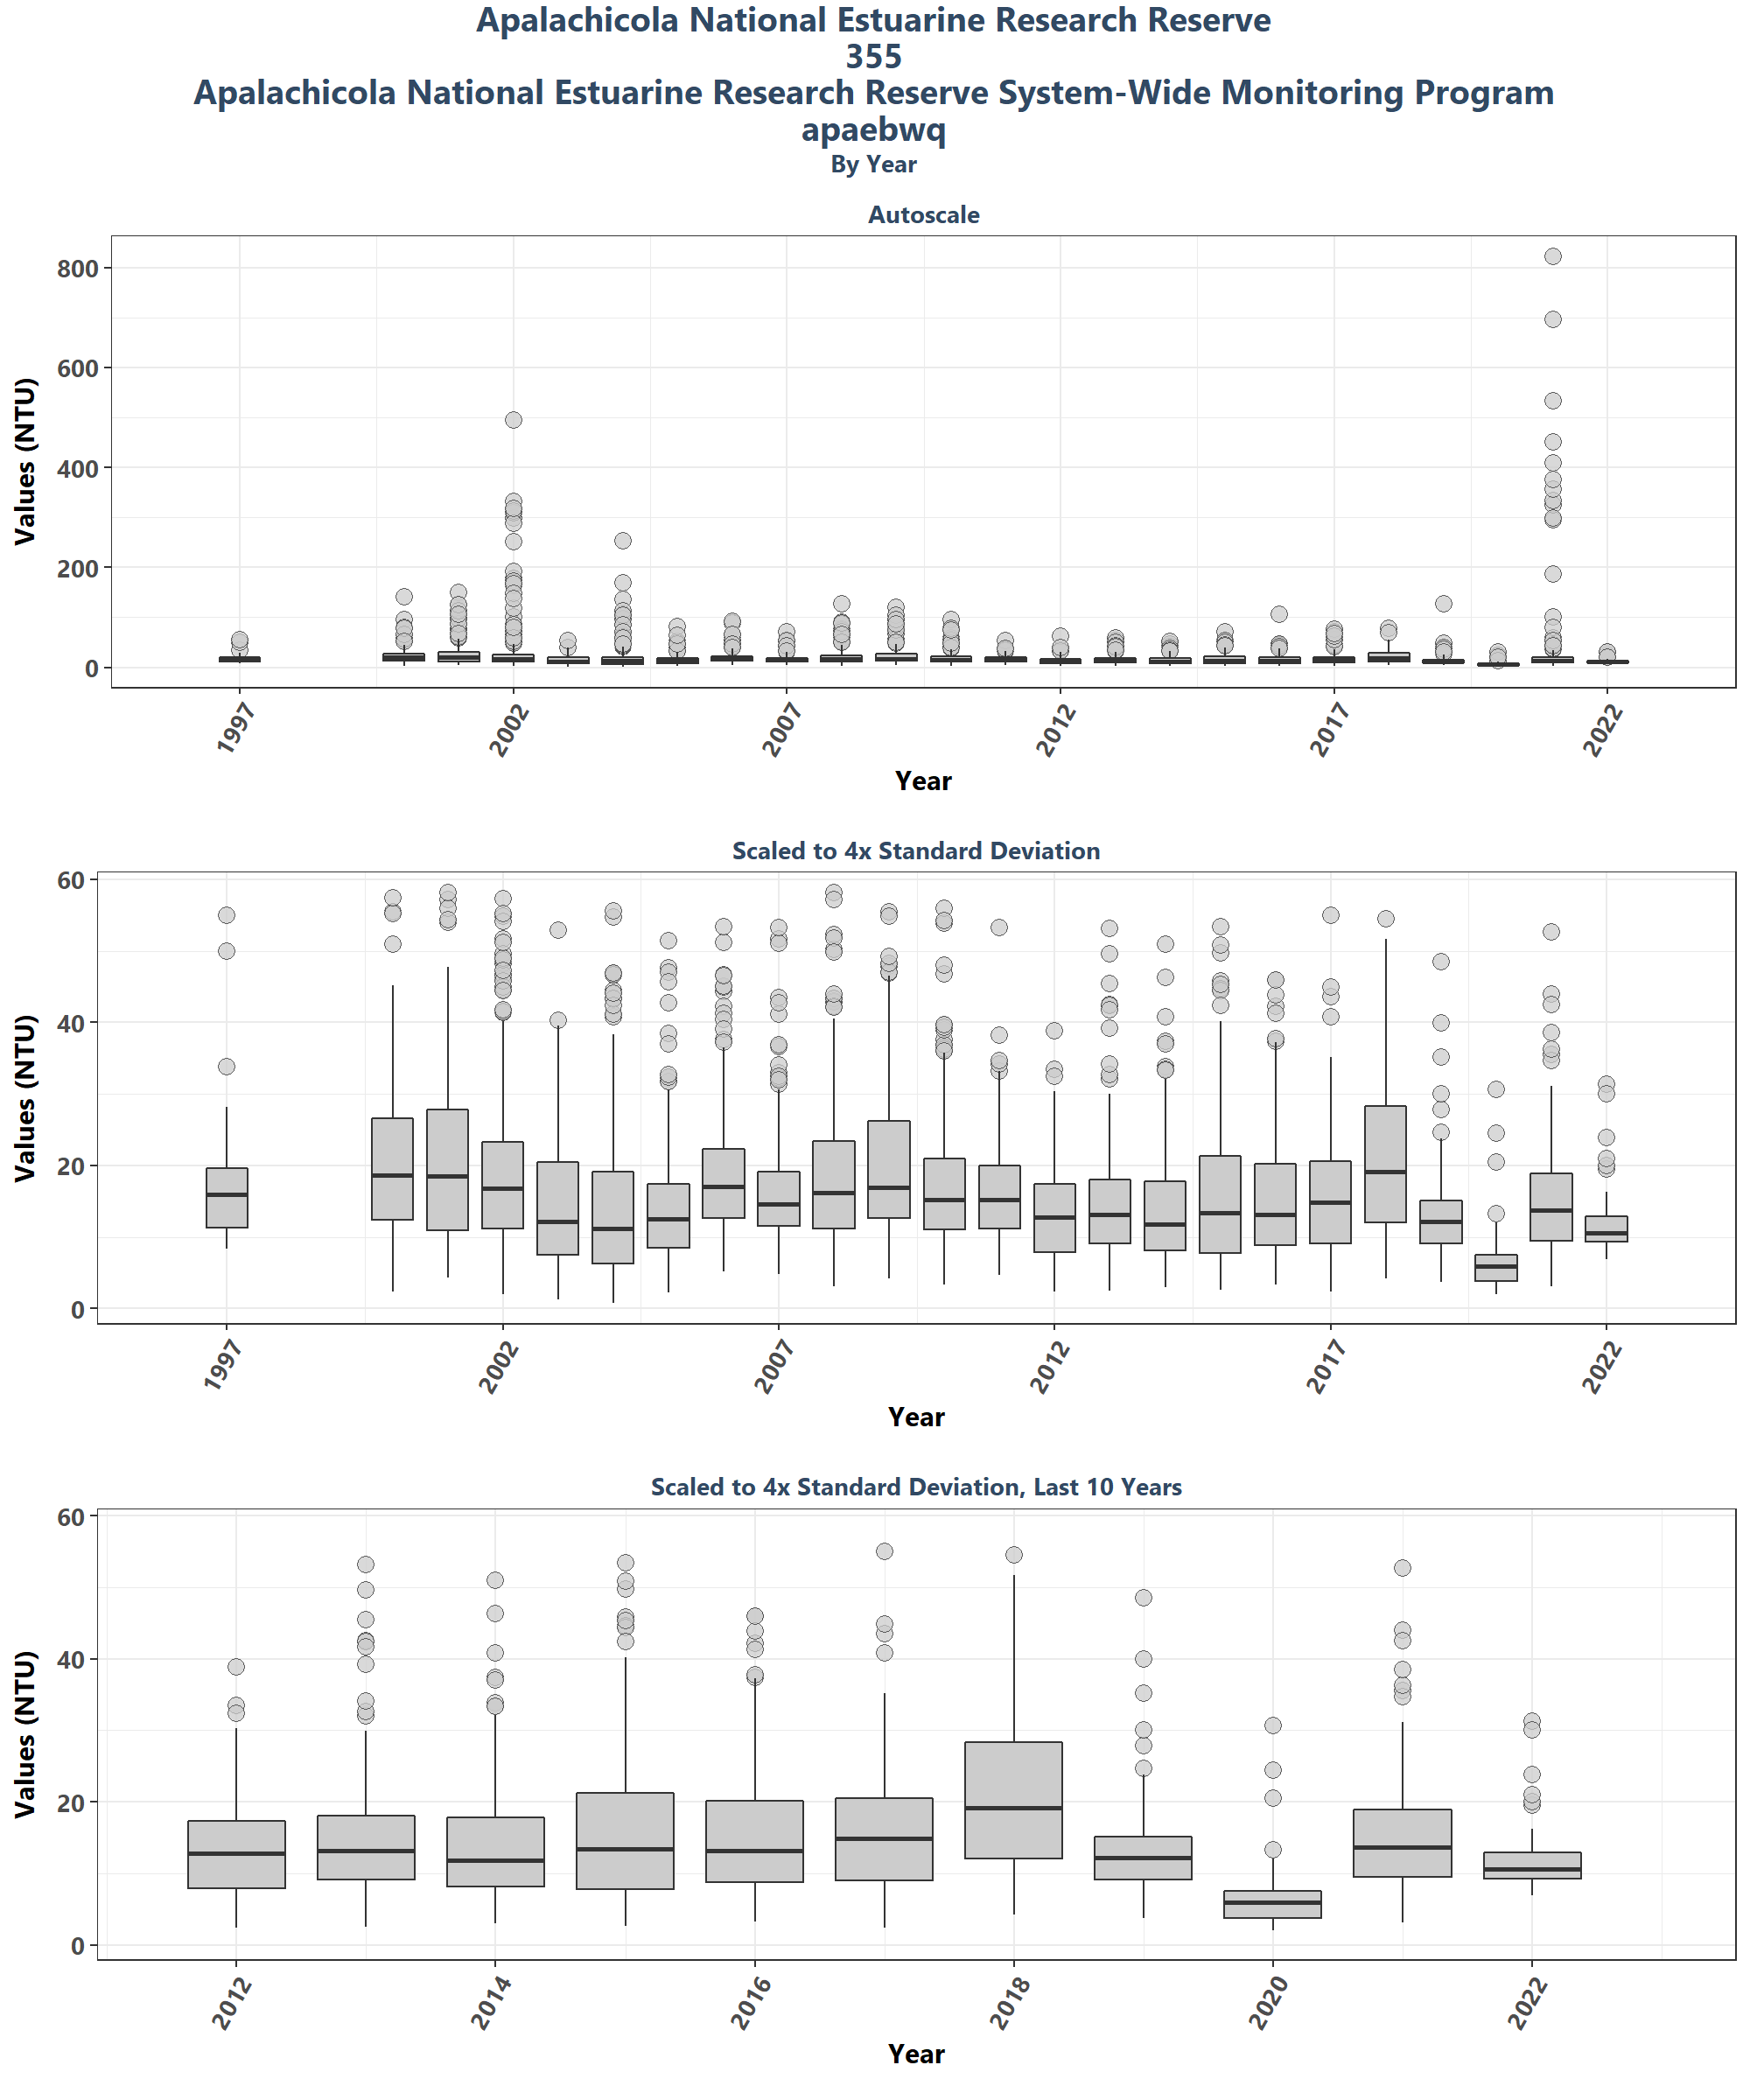 Apalachicola National Estuarine Research Reserve
355
Apalachicola National Estuarine Research Reserve System-Wide Monitoring Program
apaebwq
By Year
Autoscale
Values (NTU)
800
600
400
200
0
1997
2002
2007
2012
2017
2022
Year
Scaled to 4x Standard Deviation
Values (NTU)
60
40
20
0
1997
2002
2007
2012
2017
2022
Year
Scaled to 4x Standard Deviation, Last 10 Years
Values (NTU)
60
40
20
0
2012
2014
2016
2018
2020
2022
Year